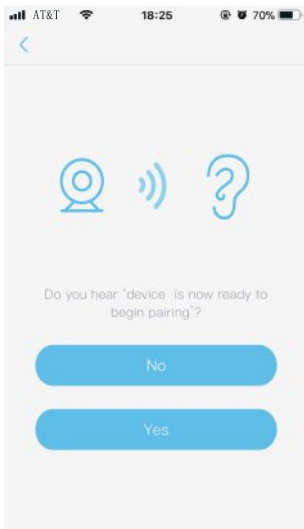 AT&T 18:25 70%
Do you hear 'device is now ready to
begin pairing'?
No
Yes